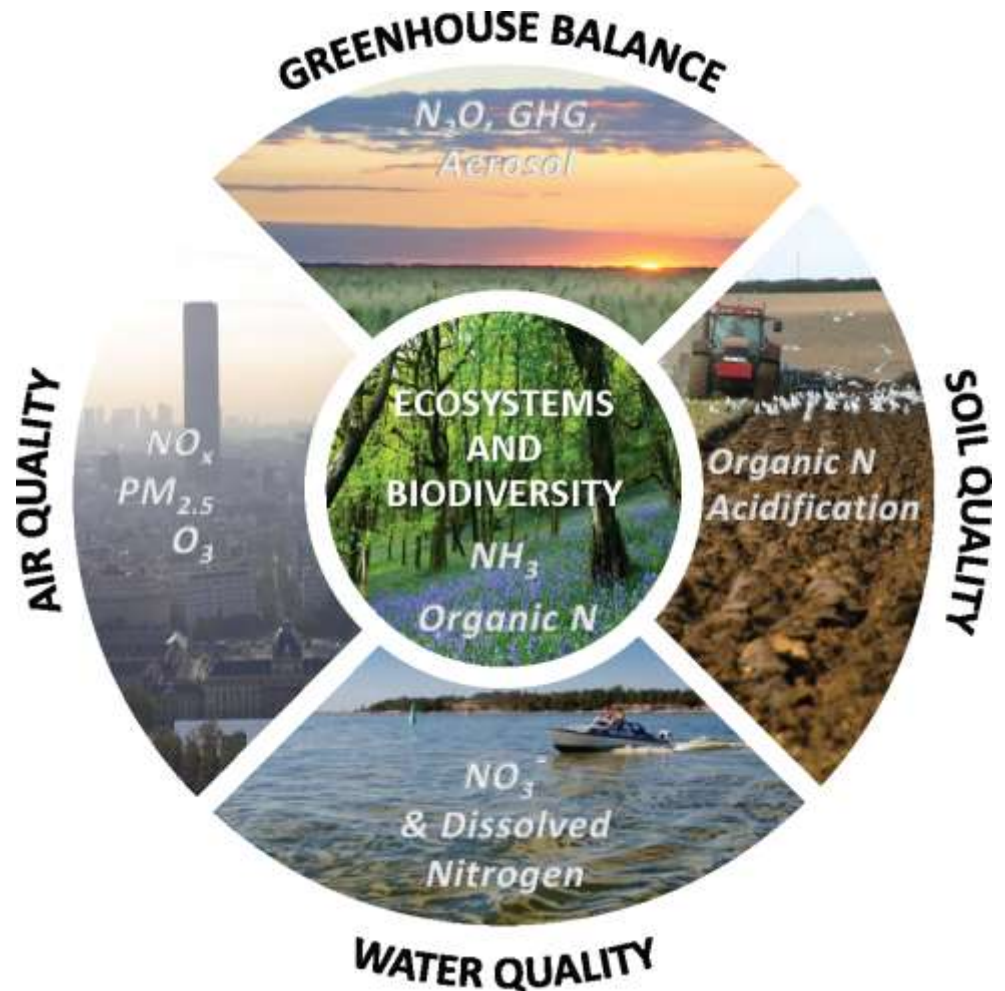 GREENHOUSE BALANCE
N₂O, GHG,
Aerosol
AIR QUALITY
NOₓ
PM₂.₅
O₃
ECOSYSTEMS
AND
BIODIVERSITY
NH₃
Organic N
Organic N
Acidification
SOIL QUALITY
NO₃⁻
& Dissolved
Nitrogen
WATER QUALITY